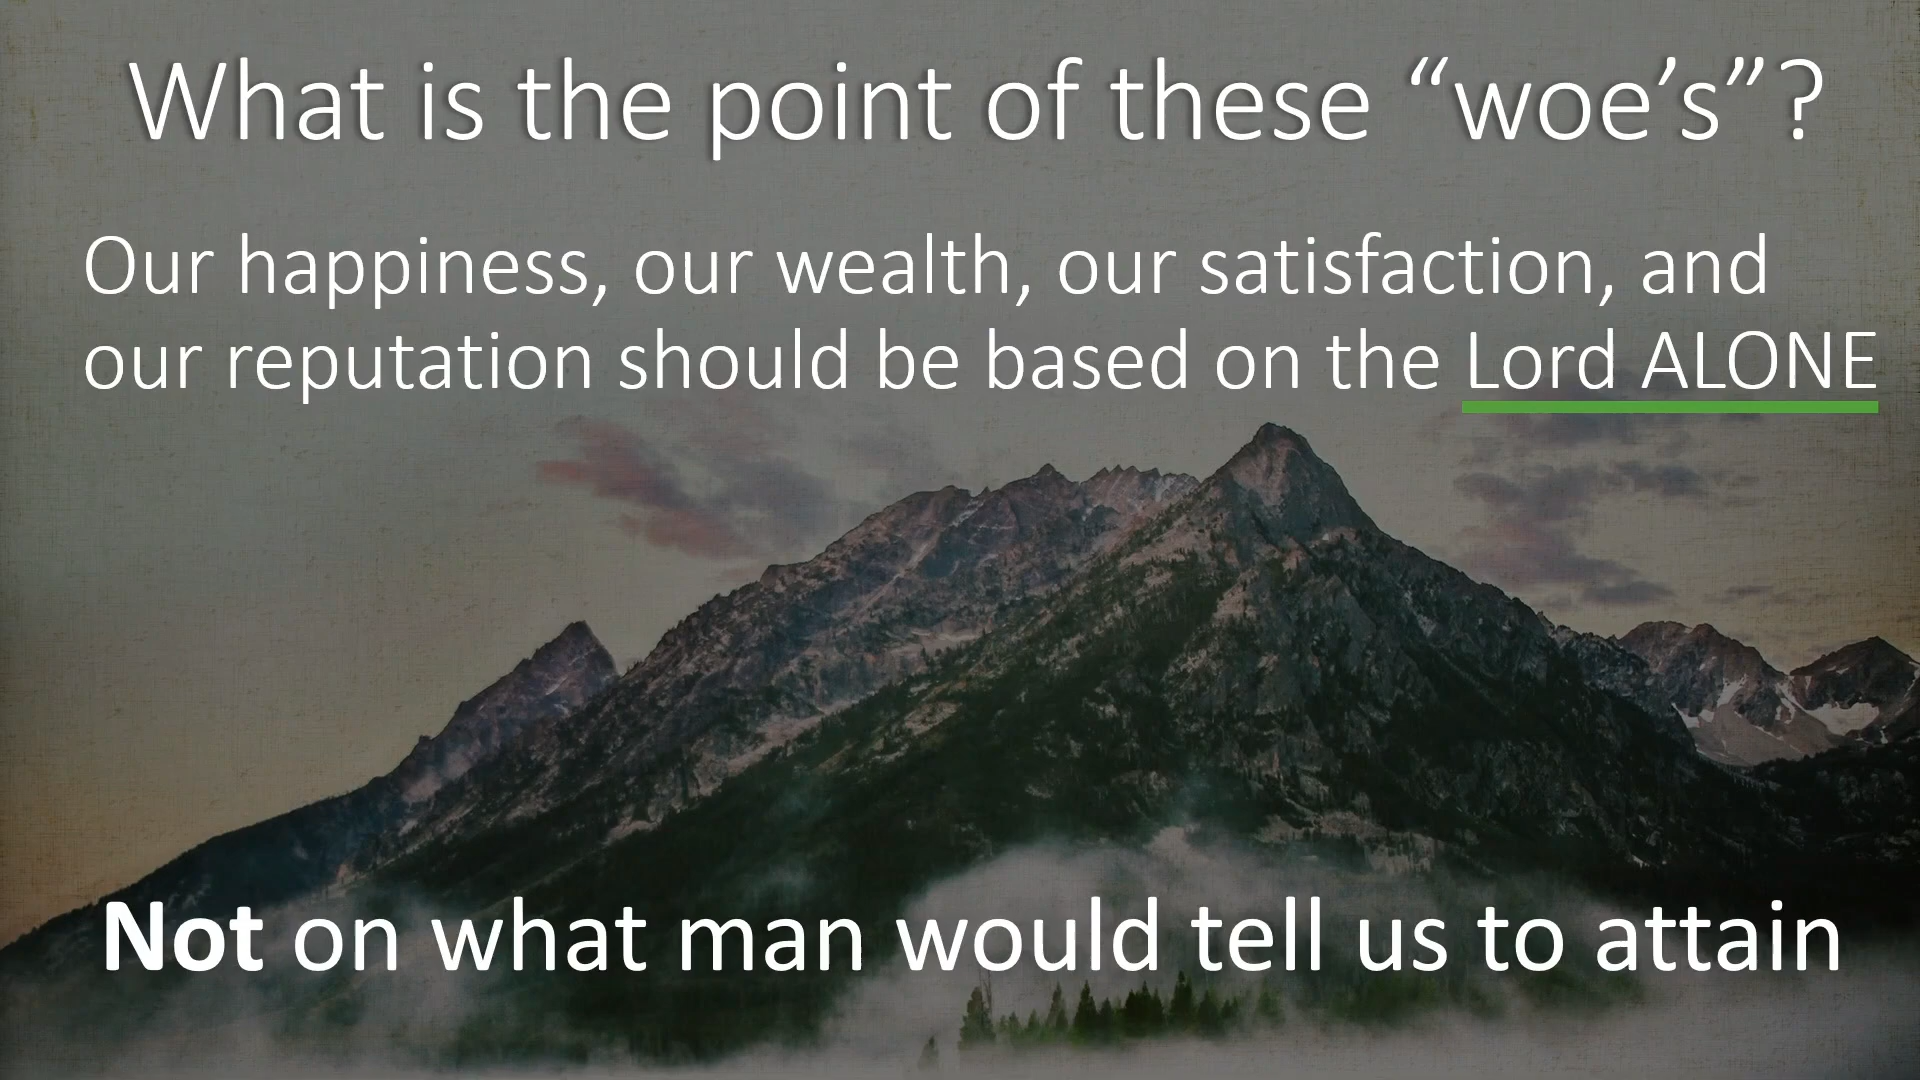 What is the point of these “woe’s”?
Our happiness, our wealth, our satisfaction, and
our reputation should be based on the Lord ALONE
Not on what man would tell us to attain